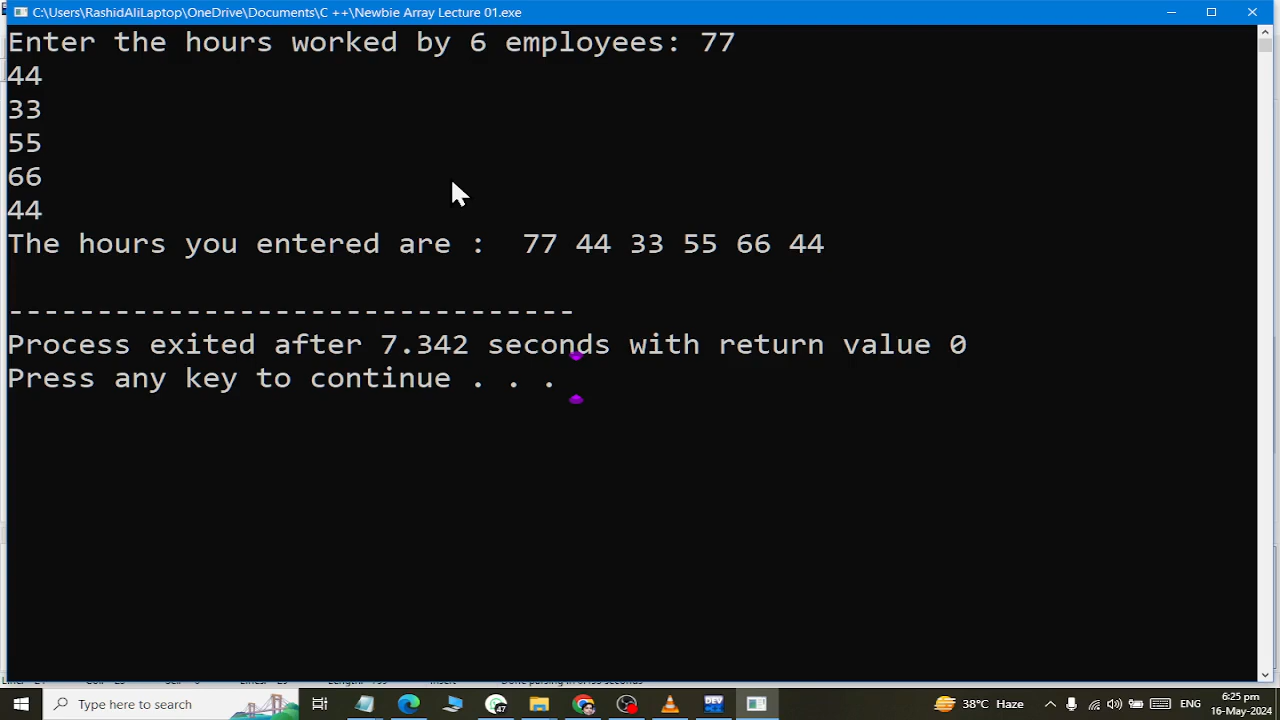 C:\Users\RashidAliLaptop\OneDrive\Documents\C ++\Newbie Array Lecture 01.exe
Enter the hours worked by 6 employees: 77
44
33
55
66
44
The hours you entered are :  77 44 33 55 66 44
--------------------------------
Process exited after 7.342 seconds with return value 0
Press any key to continue . . .
Type here to search
47
DEV
38°C Haze
ENG
6:25 pm
16-May-2024